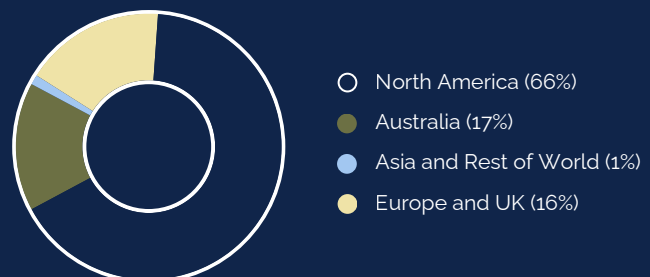 North America (66%)
Australia (17%)
Asia and Rest of World (1%)
Europe and UK (16%)